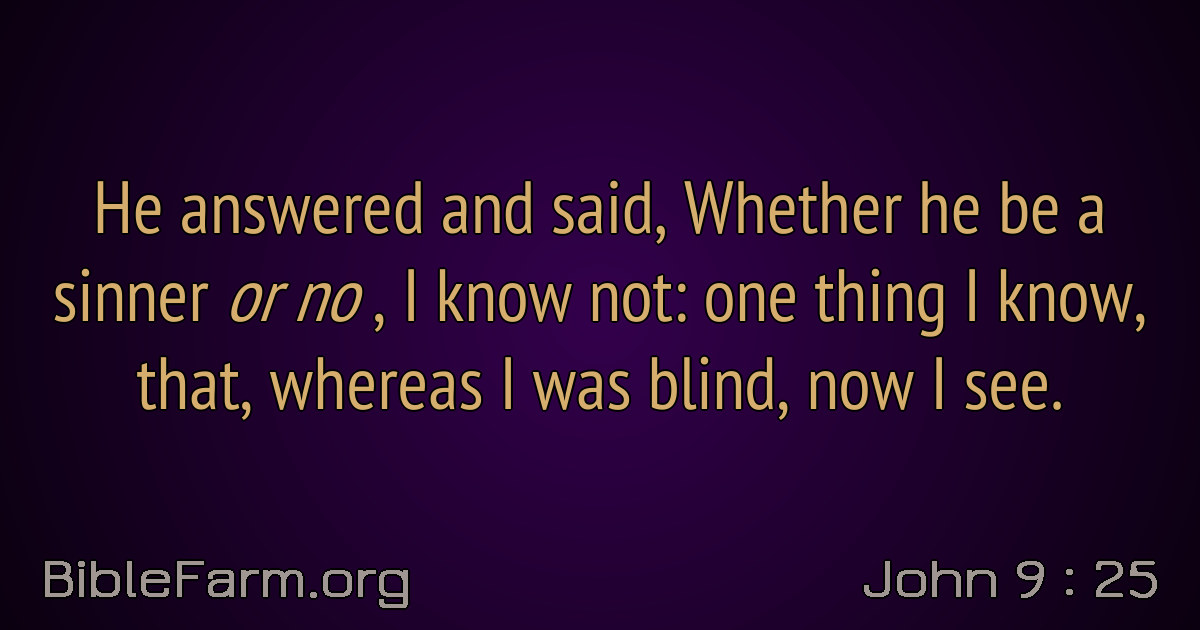 He answered and said, Whether he be a
sinner or no , I know not: one thing I know,
that, whereas I was blind, now I see.
BibleFarm.org
John 9 : 25